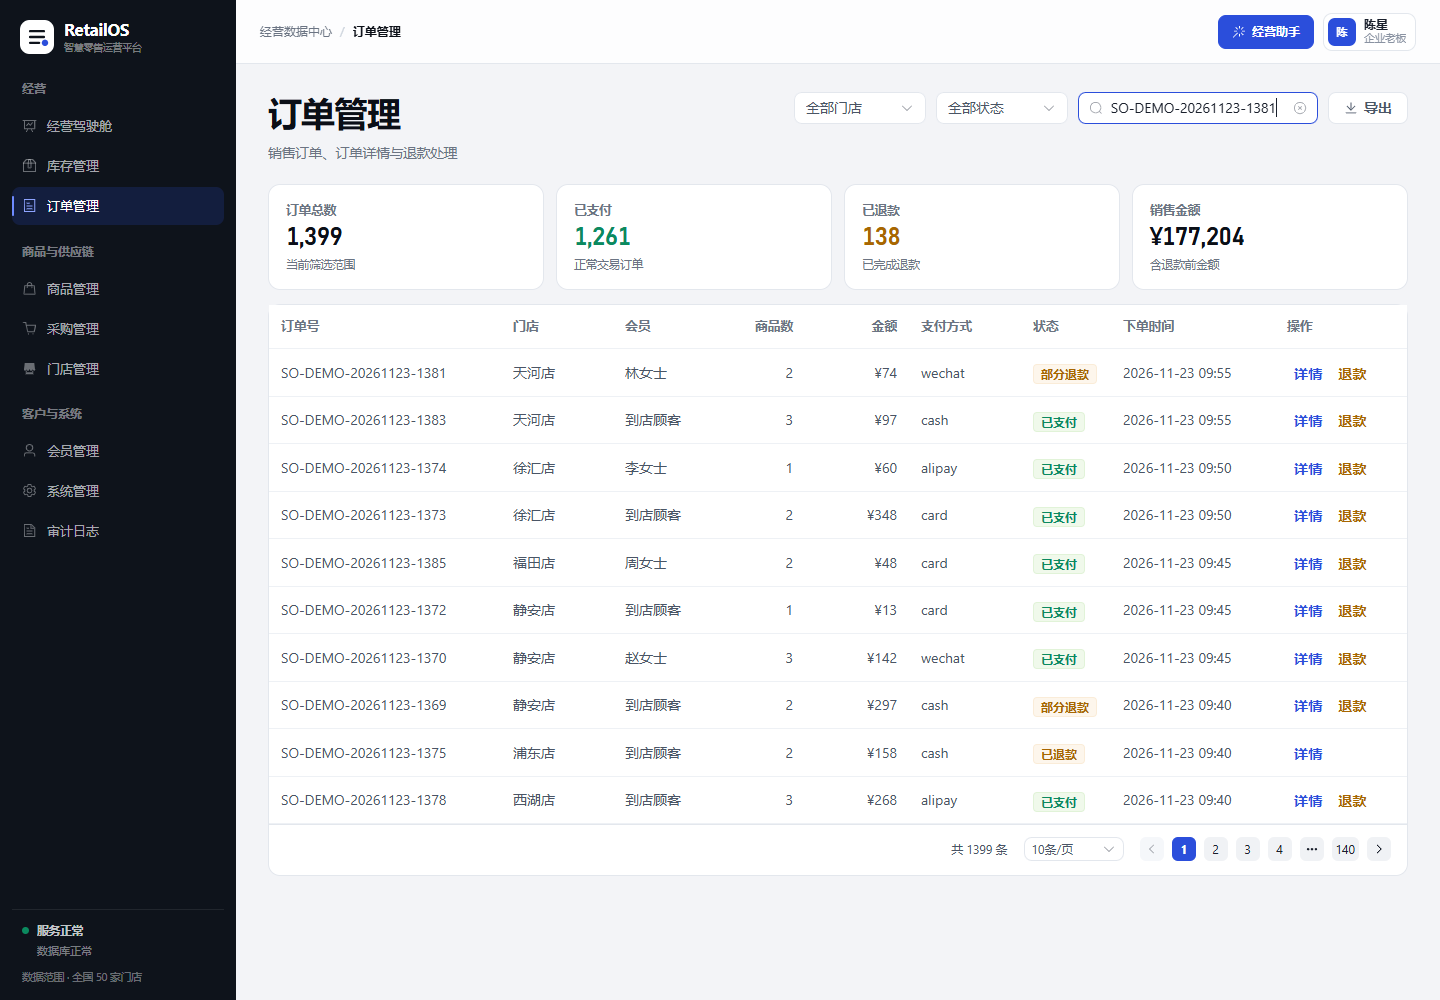 RetailOS
智慧零售运营平台
经营
经营驾驶舱
库存管理
订单管理
商品与供应链
商品管理
采购管理
门店管理
客户与系统
会员管理
系统管理
审计日志
服务正常
数据库正常
数据范围 · 全国 50 家门店
经营数据中心 / 订单管理
经营助手
陈
陈星
企业老板
订单管理
销售订单、订单详情与退款处理
全部门店
全部状态
SO-DEMO-20261123-1381
导出
订单总数
1,399
当前筛选范围
已支付
1,261
正常交易订单
已退款
138
已完成退款
销售金额
¥177,204
含退款前金额
订单号 门店 会员 商品数 金额 支付方式 状态 下单时间 操作
SO-DEMO-20261123-1381 天河店 林女士 2 ¥74 wechat 部分退款 2026-11-23 09:55 详情 退款
SO-DEMO-20261123-1383 天河店 到店顾客 3 ¥97 cash 已支付 2026-11-23 09:55 详情 退款
SO-DEMO-20261123-1374 徐汇店 李女士 1 ¥60 alipay 已支付 2026-11-23 09:50 详情 退款
SO-DEMO-20261123-1373 徐汇店 到店顾客 2 ¥348 card 已支付 2026-11-23 09:50 详情 退款
SO-DEMO-20261123-1385 福田店 周女士 2 ¥48 card 已支付 2026-11-23 09:45 详情 退款
SO-DEMO-20261123-1372 静安店 到店顾客 1 ¥13 card 已支付 2026-11-23 09:45 详情 退款
SO-DEMO-20261123-1370 静安店 赵女士 3 ¥142 wechat 已支付 2026-11-23 09:45 详情 退款
SO-DEMO-20261123-1369 静安店 到店顾客 2 ¥297 cash 部分退款 2026-11-23 09:40 详情 退款
SO-DEMO-20261123-1375 浦东店 到店顾客 2 ¥158 cash 已退款 2026-11-23 09:40 详情
SO-DEMO-20261123-1378 西湖店 到店顾客 3 ¥268 alipay 已支付 2026-11-23 09:40 详情 退款
共 1399 条 10条/页 1 2 3 4 ••• 140